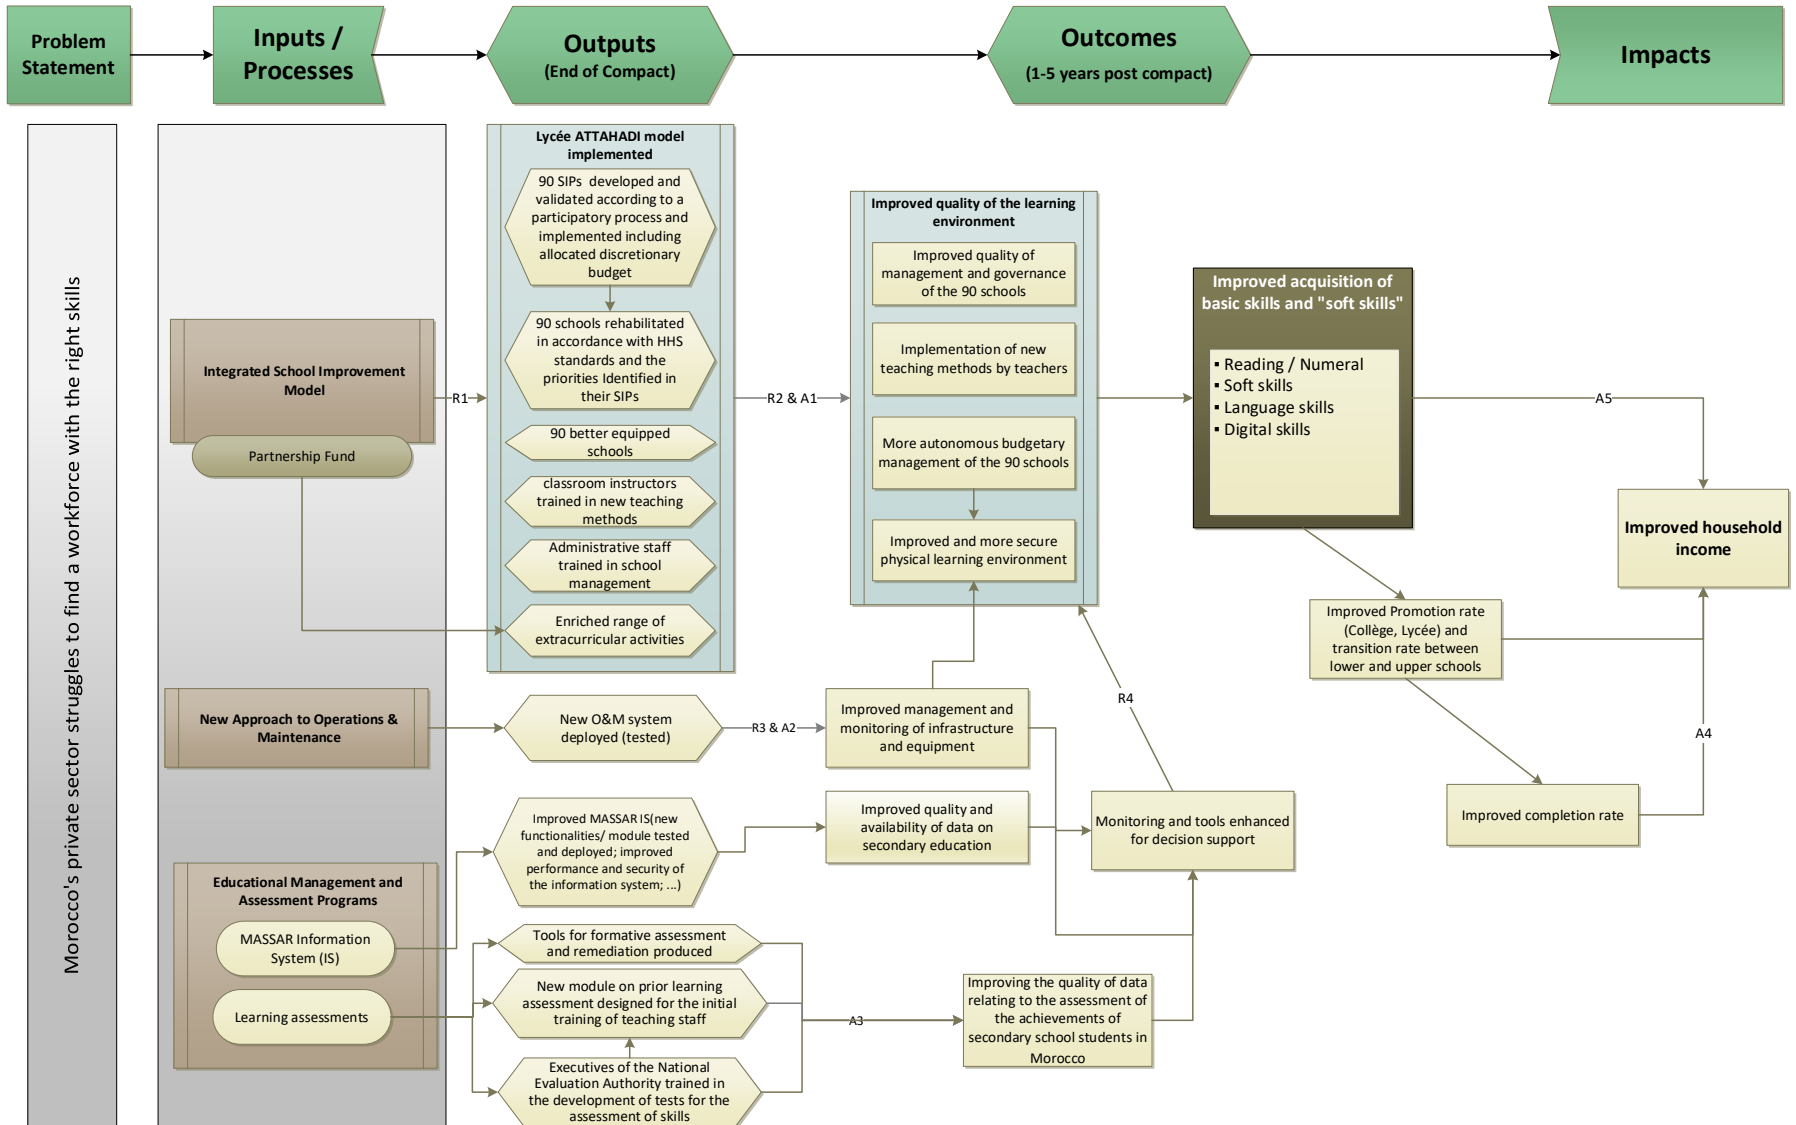 Problem
Statement
Inputs /
Processes
Outputs
(End of Compact)
Outcomes
(1-5 years post compact)
Impacts
Morocco's private sector struggles to find a workforce with the right skills
Integrated School Improvement
Model
Partnership Fund
R1
Lycée ATTAHADI model
implemented
90 SIPs  developed and
validated according to a
participatory process and
implemented including
allocated discretionary
budget
90 schools rehabilitated
in accordance with HHS
standards and the
priorities Identified in
their SIPs
90 better equipped
schools
classroom instructors
trained in new teaching
methods
Administrative staff
trained in school
management
Enriched range of
extracurricular activities
R2 & A1
Improved quality of the learning
environment
Improved quality of
management and governance
of the 90 schools
Implementation of new
teaching methods by teachers
More autonomous budgetary
management of the 90 schools
Improved and more secure
physical learning environment
Improved acquisition of
basic skills and "soft skills"
▪ Reading / Numeral
▪ Soft skills
▪ Language skills
▪ Digital skills
A5
Improved household
income
Improved Promotion rate
(Collège, Lycée) and
transition rate between
lower and upper schools
A4
Improved completion rate
New Approach to Operations &
Maintenance
New O&M system
deployed (tested)
R3 & A2
Improved management and
monitoring of infrastructure
and equipment
R4
Educational Management and
Assessment Programs
MASSAR Information
System (IS)
Learning assessments
Improved MASSAR IS(new
functionalities/ module tested
and deployed; improved
performance and security of
the information system; ...)
Improved quality and
availability of data on
secondary education
Monitoring and tools enhanced
for decision support
Tools for formative assessment
and remediation produced
New module on prior learning
assessment designed for the initial
training of teaching staff
Executives of the National
Evaluation Authority trained in
the development of tests for the
assessment of skills
A3
Improving the quality of data
relating to the assessment of
the achievements of
secondary school students in
Morocco